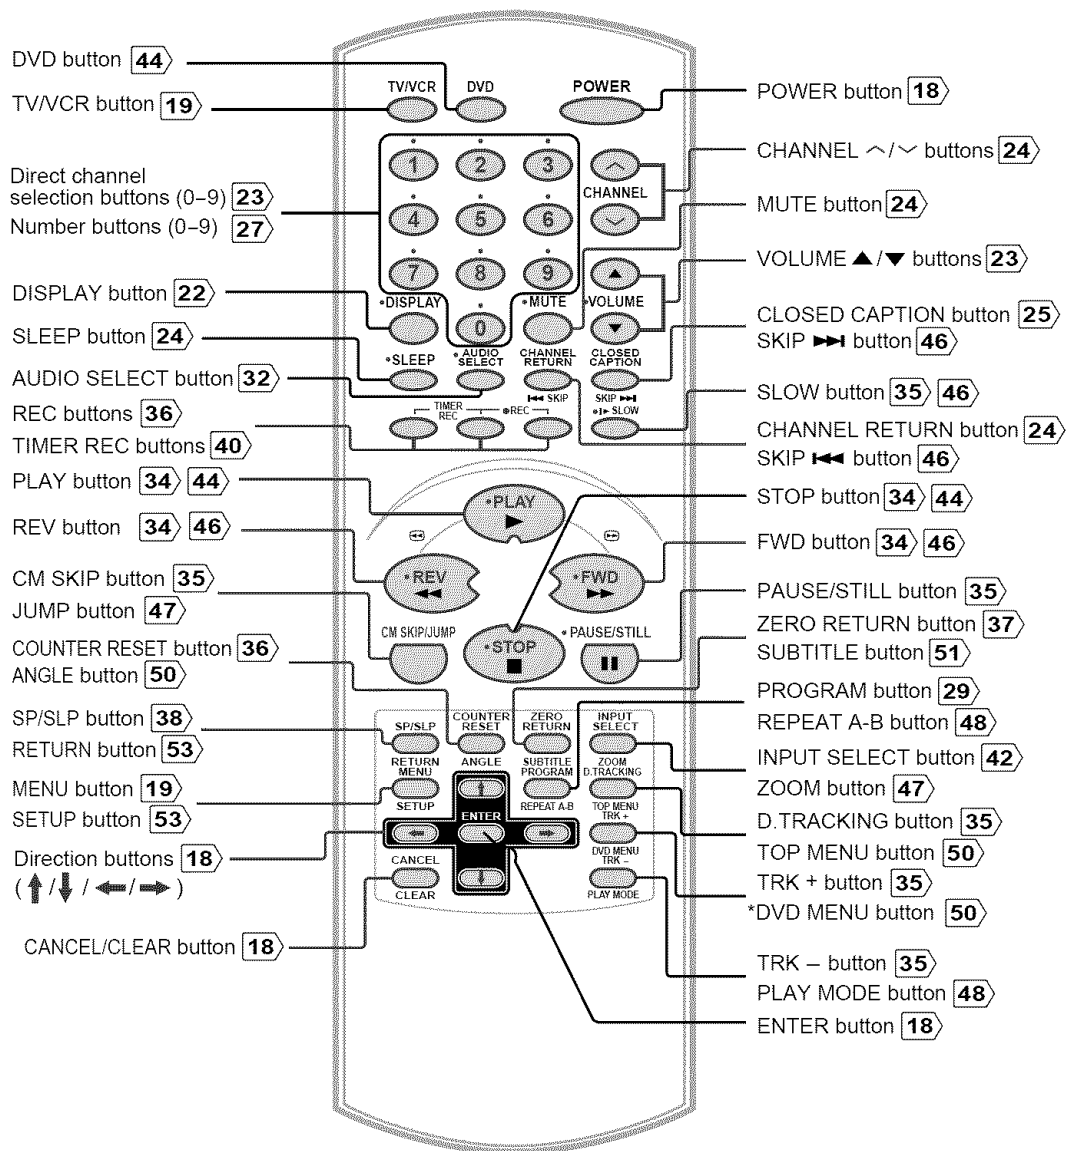 DVD button 44
TV/VCR button 19
Direct channel
selection buttons (0–9) 23
Number buttons (0–9) 27
DISPLAY button 22
SLEEP button 24
AUDIO SELECT button 32
REC buttons 36
TIMER REC buttons 40
PLAY button 34 44
REV button 34 46
CM SKIP button 35
JUMP button 47
COUNTER RESET button 36
ANGLE button 50
SP/SLP button 38
RETURN button 53
MENU button 19
SETUP button 53
Direction buttons 18
(↑/↓ / ←/→)
CANCEL/CLEAR button 18
TV/VCR DVD POWER
1 2 3
CHANNEL
4 5 6
7 8 9
•DISPLAY •MUTE •VOLUME
0
•SLEEP •AUDIO SELECT CHANNEL RETURN CLOSED CAPTION
⏮ SKIP SKIP ⏭
TIMER REC ●REC ●I▶ SLOW
•PLAY
▶
•REV •FWD
◀◀ ▶▶
CM SKIP/JUMP •STOP •PAUSE/STILL
■ ❚❚
SP/SLP COUNTER RESET ZERO RETURN INPUT SELECT
RETURN ANGLE SUBTITLE ZOOM
MENU PROGRAM D.TRACKING
SETUP ↑ REPEAT A-B TOP MENU
ENTER TRK +
← → DVD MENU
CANCEL TRK –
CLEAR ↓ PLAY MODE
POWER button 18
CHANNEL ︿/﹀ buttons 24
MUTE button 24
VOLUME ▲/▼ buttons 23
CLOSED CAPTION button 25
SKIP ⏭ button 46
SLOW button 35 46
CHANNEL RETURN button 24
SKIP ⏮ button 46
STOP button 34 44
FWD button 34 46
PAUSE/STILL button 35
ZERO RETURN button 37
SUBTITLE button 51
PROGRAM button 29
REPEAT A-B button 48
INPUT SELECT button 42
ZOOM button 47
D.TRACKING button 35
TOP MENU button 50
TRK + button 35
*DVD MENU button 50
TRK – button 35
PLAY MODE button 48
ENTER button 18